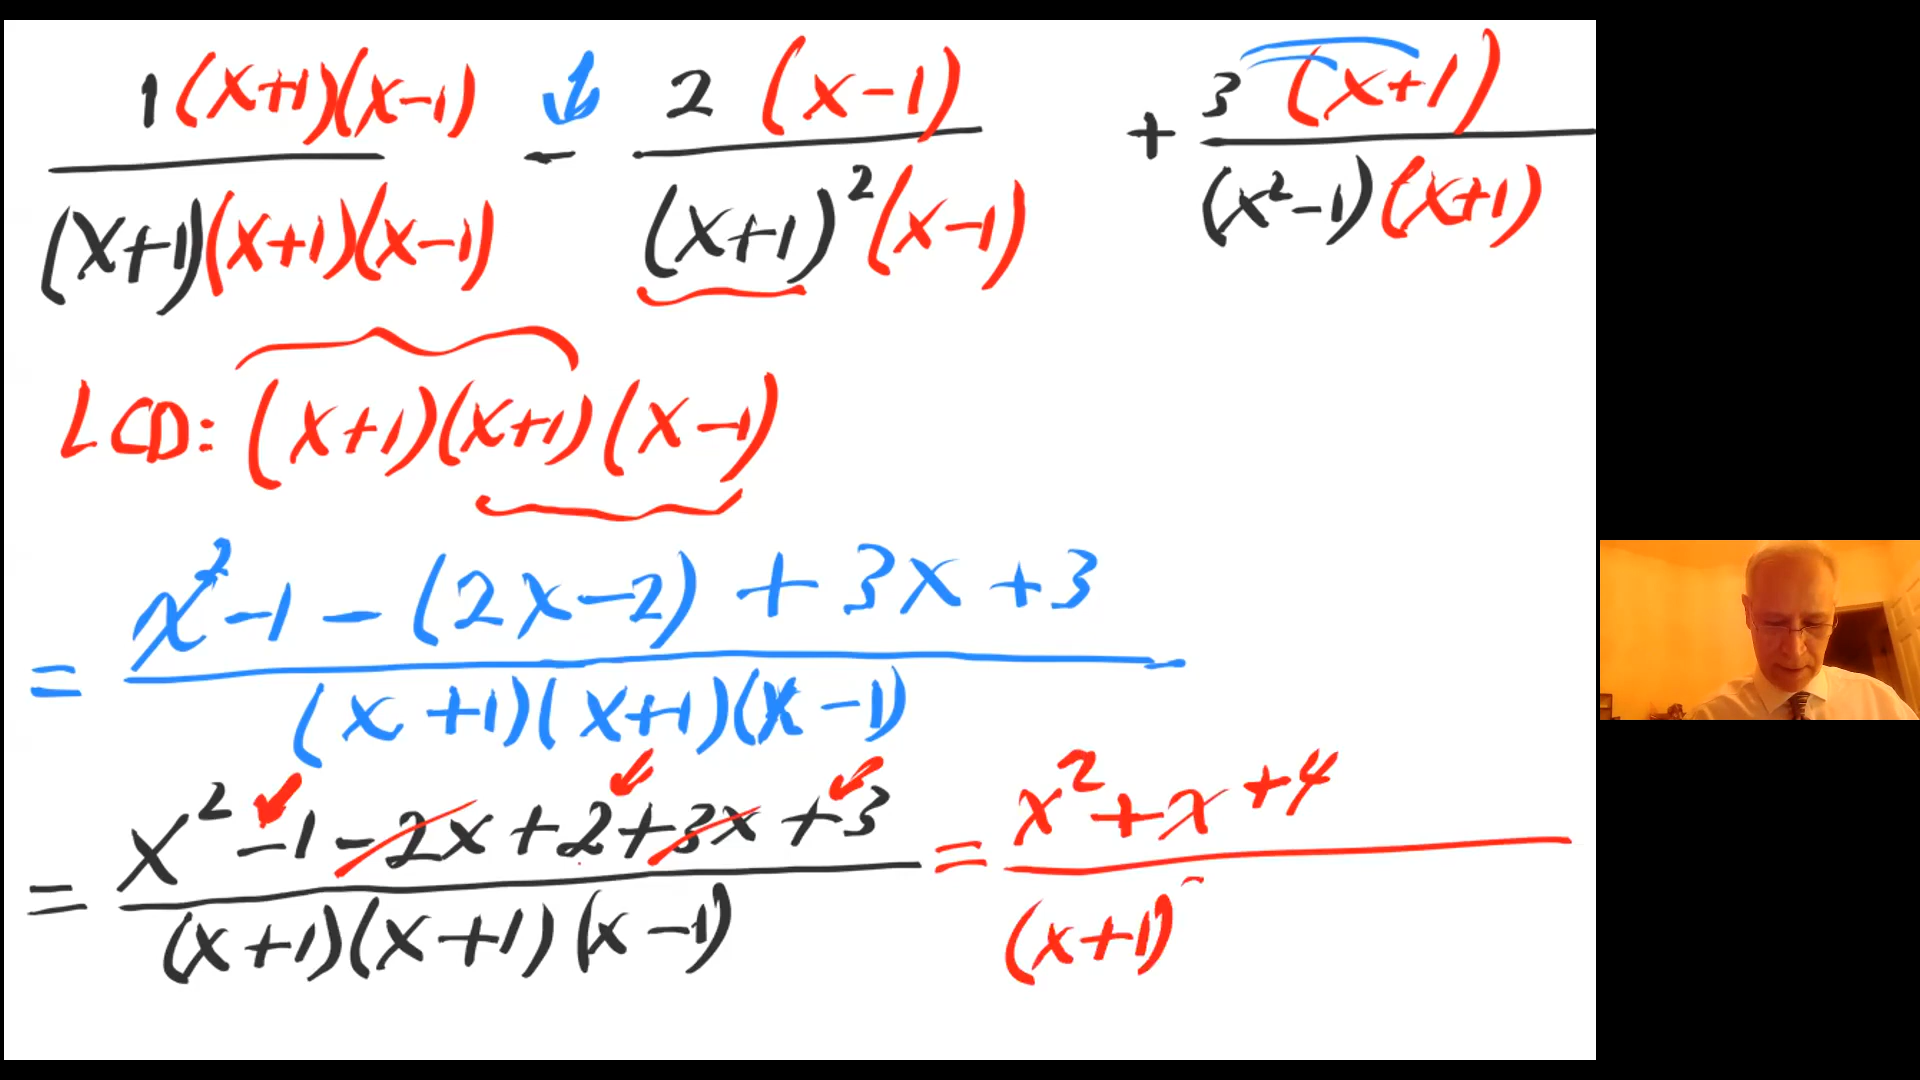 1 (x+1)(x-1) - 2 (x-1) + 3 (x+1)
(x+1)(x+1)(x-1) (x+1)² (x-1) (x²-1)(x+1)
LCD: (x+1)(x+1)(x-1)
x²-1-(2x-2) + 3x+3
=
(x+1)(x+1)(x-1)
x²-1-2x+2+3x+3 = x²+x+4
=
(x+1)(x+1)(x-1) (x+1)